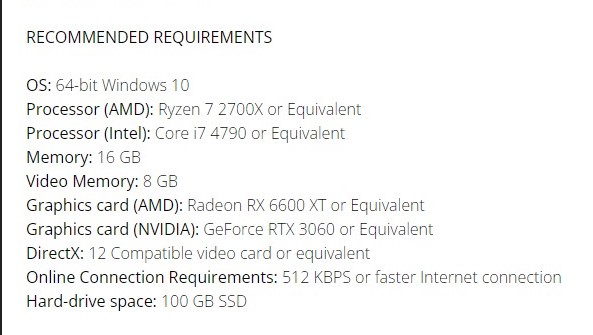 RECOMMENDED REQUIREMENTS
OS: 64-bit Windows 10
Processor (AMD): Ryzen 7 2700X or Equivalent
Processor (Intel): Core i7 4790 or Equivalent
Memory: 16 GB
Video Memory: 8 GB
Graphics card (AMD): Radeon RX 6600 XT or Equivalent
Graphics card (NVIDIA): GeForce RTX 3060 or Equivalent
DirectX: 12 Compatible video card or equivalent
Online Connection Requirements: 512 KBPS or faster Internet connection
Hard-drive space: 100 GB SSD